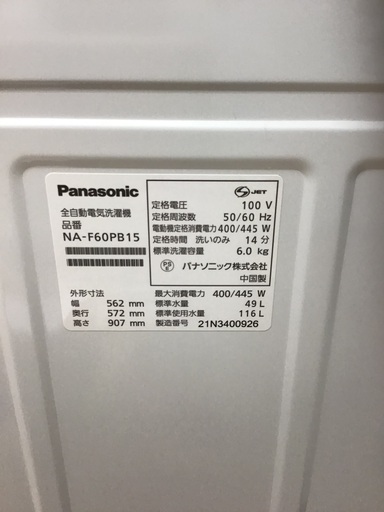 Panasonic
全自動電気洗濯機
品番
NA-F60PB15
外形寸法
幅 562 mm
奥行 572 mm
高さ 907 mm
S JET
定格電圧 100 V
定格周波数 50/60 Hz
電動機定格消費電力 400/445 W
定格時間 洗いのみ 14 分
標準洗濯容量 6.0 kg
PF パナソニック株式会社
中国製
最大消費電力 400/445 W
標準水量 49 L
標準使用水量 116 L
製造番号 21N3400926